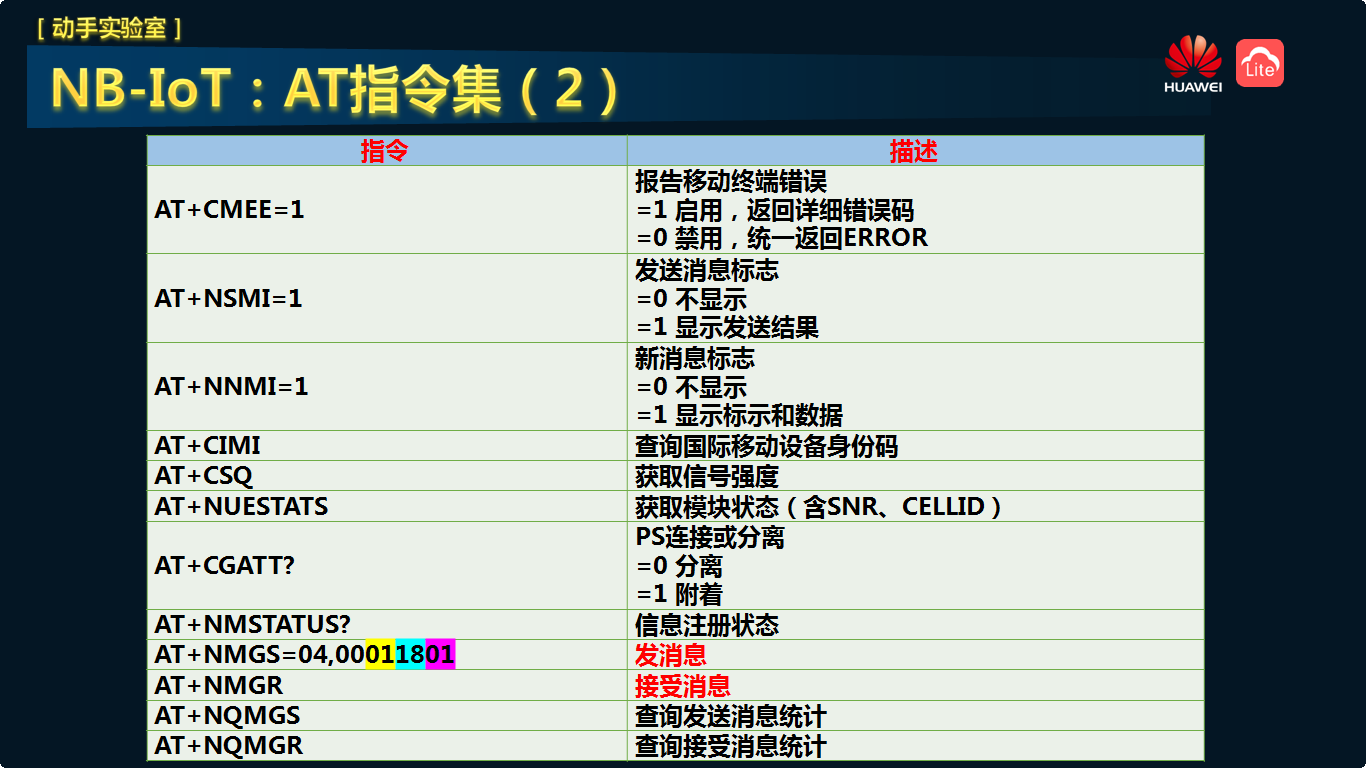 [ 动手实验室 ]
NB-IoT：AT指令集（2）
HUAWEI
Lite
指令
描述
AT+CMEE=1
报告移动终端错误
=1 启用，返回详细错误码
=0 禁用，统一返回ERROR
AT+NSMI=1
发送消息标志
=0 不显示
=1 显示发送结果
AT+NNMI=1
新消息标志
=0 不显示
=1 显示标示和数据
AT+CIMI
查询国际移动设备身份码
AT+CSQ
获取信号强度
AT+NUESTATS
获取模块状态（含SNR、CELLID）
AT+CGATT?
PS连接或分离
=0 分离
=1 附着
AT+NMSTATUS?
信息注册状态
AT+NMGS=04,00011801
发消息
AT+NMGR
接受消息
AT+NQMGS
查询发送消息统计
AT+NQMGR
查询接受消息统计